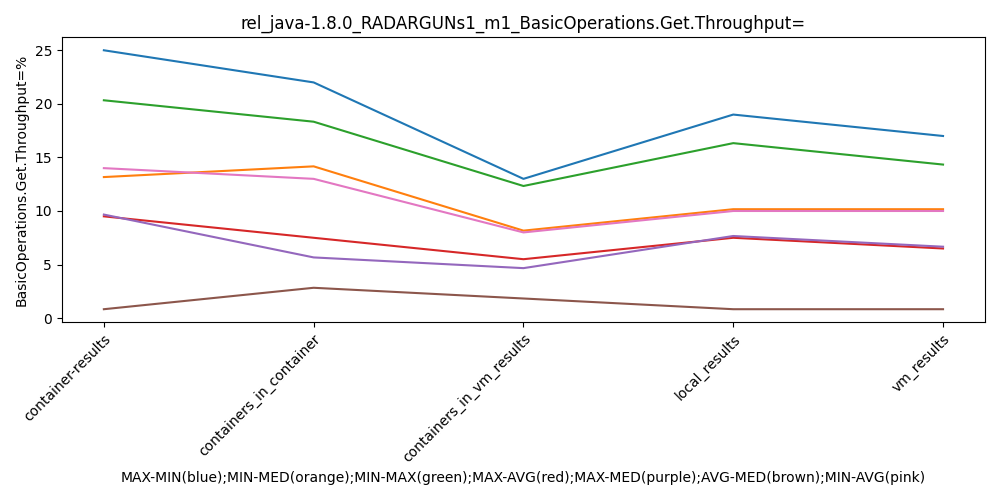 rel_java-1.8.0_RADARGUNs1_m1_BasicOperations.Get.Throughput=
BasicOperations.Get.Throughput=%
25
20
15
10
5
0
container-results
containers_in_container
containers_in_vm_results
local_results
vm_results
MAX-MIN(blue);MIN-MED(orange);MIN-MAX(green);MAX-AVG(red);MAX-MED(purple);AVG-MED(brown);MIN-AVG(pink)